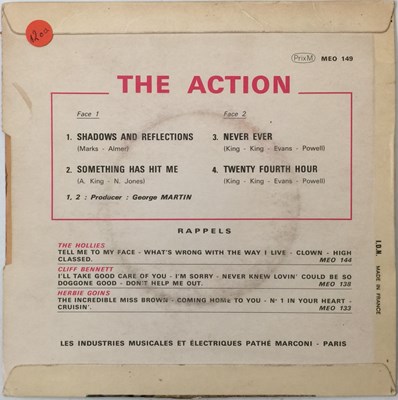 1200
PrixM MEO 149
THE ACTION
Face 1 Face 2
1. SHADOWS AND REFLECTIONS
(Marks - Almer)
2. SOMETHING HAS HIT ME
(A. King - N. Jones)
1, 2 : Producer : George MARTIN
3. NEVER EVER
(King - King - Evans - Powell)
4. TWENTY FOURTH HOUR
(King - King - Evans - Powell)
RAPPELS
THE HOLLIES
TELL ME TO MY FACE - WHAT'S WRONG WITH THE WAY I LIVE - CLOWN - HIGH
CLASSED. MEO 144
CLIFF BENNETT
I'LL TAKE GOOD CARE OF YOU - I'M SORRY - NEVER KNEW LOVIN' COULD BE SO
DOGGONE GOOD - DON'T HELP ME OUT. MEO 138
HERBIE GOINS
THE INCREDIBLE MISS BROWN - COMING HOME TO YOU - N° 1 IN YOUR HEART -
CRUISIN'. MEO 133
LES INDUSTRIES MUSICALES ET ÉLECTRIQUES PATHÉ MARCONI - PARIS
MADE IN FRANCE